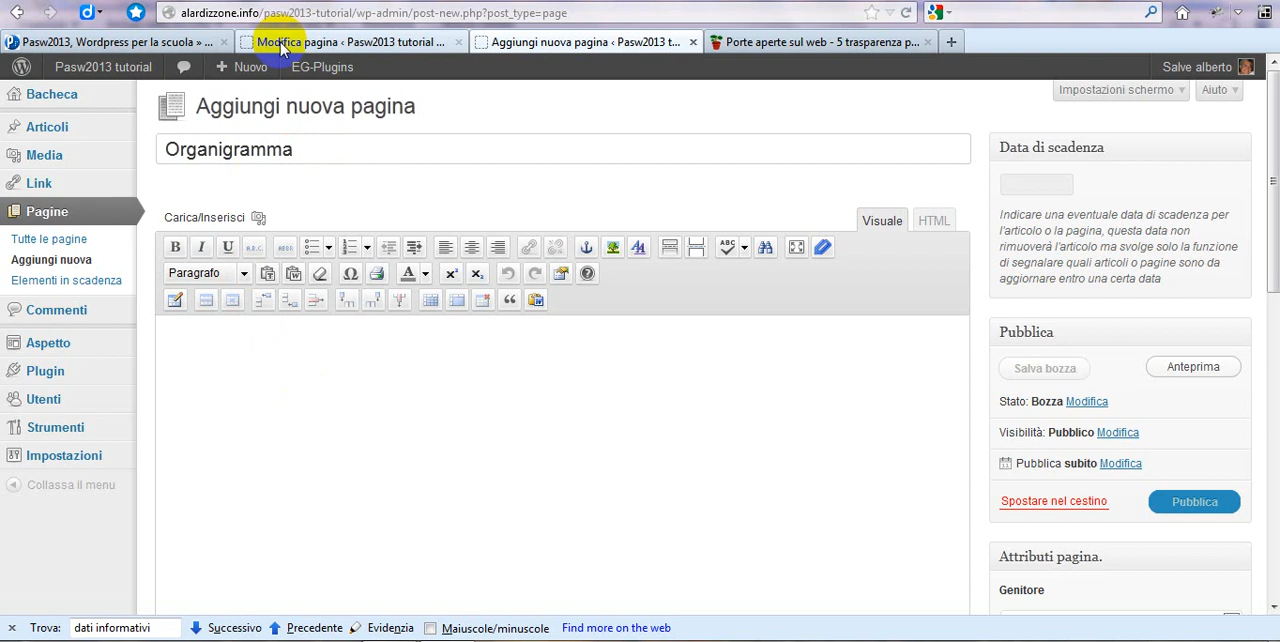 alardizzone.info/pasw2013-tutorial/wp-admin/post-new.php?post_type=page
Pasw2013, Wordpress per la scuola » ...
Modifica pagina ‹ Pasw2013 tutorial ...
Aggiungi nuova pagina ‹ Pasw2013 t...
Porte aperte sul web - 5 trasparenza p...
Pasw2013 tutorial
Nuovo
EG-Plugins
Salve alberto
Bacheca
Articoli
Media
Link
Pagine
Tutte le pagine
Aggiungi nuova
Elementi in scadenza
Commenti
Aspetto
Plugin
Utenti
Strumenti
Impostazioni
Collassa il menu
Impostazioni schermo
Aiuto
Aggiungi nuova pagina
Organigramma
Carica/Inserisci
Visuale
HTML
B I U ABC ABBR
ABC
Paragrafo
Data di scadenza
Indicare una eventuale data di scadenza per
l'articolo o la pagina, questa data non
rimuoverà l'articolo ma svolge solo la funzione
di segnalare quali articoli o pagine sono da
aggiornare entro una certa data
Pubblica
Salva bozza
Anteprima
Stato: Bozza Modifica
Visibilità: Pubblico Modifica
Pubblica subito Modifica
Spostare nel cestino
Pubblica
Attributi pagina.
Genitore
Trova: dati informativi Successivo Precedente Evidenzia Maiuscole/minuscole Find more on the web